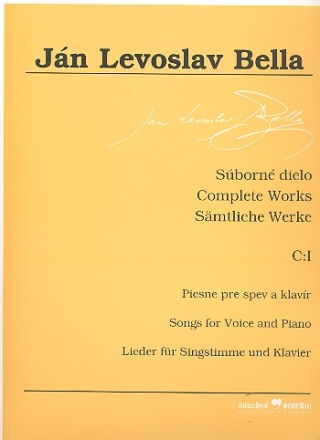 Ján Levoslav Bella
Ján Levoslav Bella
Súborné dielo
Complete Works
Sämtliche Werke
C:I
Piesne pre spev a klavír
Songs for Voice and Piano
Lieder für Singstimme und Klavier